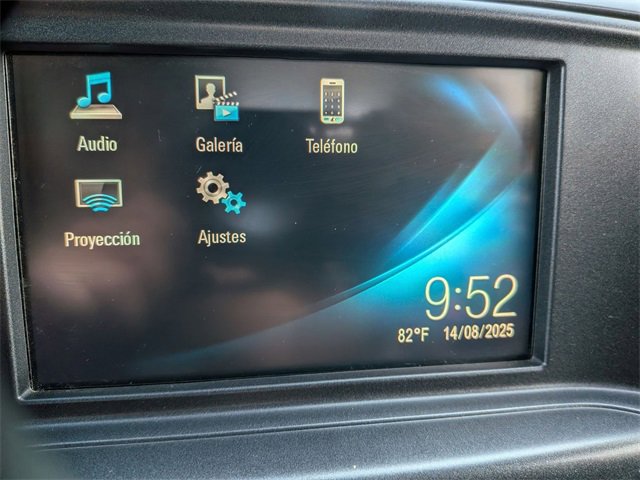 Audio
Galería
Teléfono
Proyección
Ajustes
9:52
82°F 14/08/2025